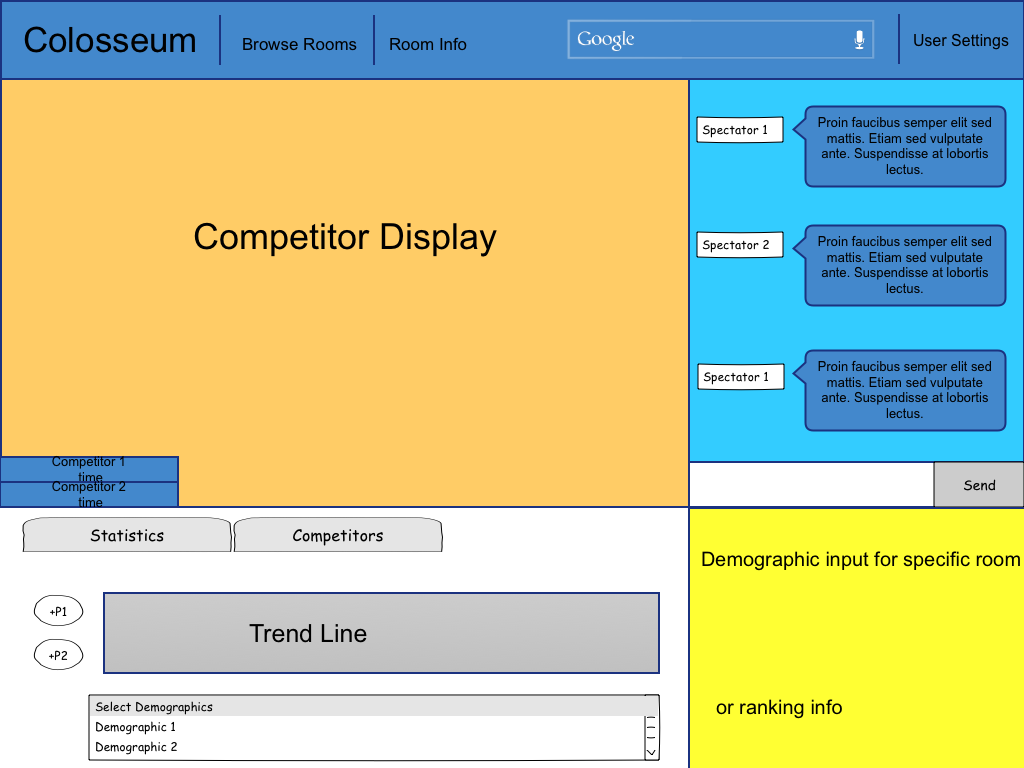 Colosseum
Browse Rooms
Room Info
Google
User Settings
Competitor Display
Spectator 1
Proin faucibus semper elit sed
mattis. Etiam sed vulputate
ante. Suspendisse at lobortis
lectus.
Spectator 2
Proin faucibus semper elit sed
mattis. Etiam sed vulputate
ante. Suspendisse at lobortis
lectus.
Spectator 1
Proin faucibus semper elit sed
mattis. Etiam sed vulputate
ante. Suspendisse at lobortis
lectus.
Competitor 1
time
Competitor 2
time
Send
Statistics
Competitors
+P1
+P2
Trend Line
Select Demographics
Demographic 1
Demographic 2
Demographic input for specific room
or ranking info